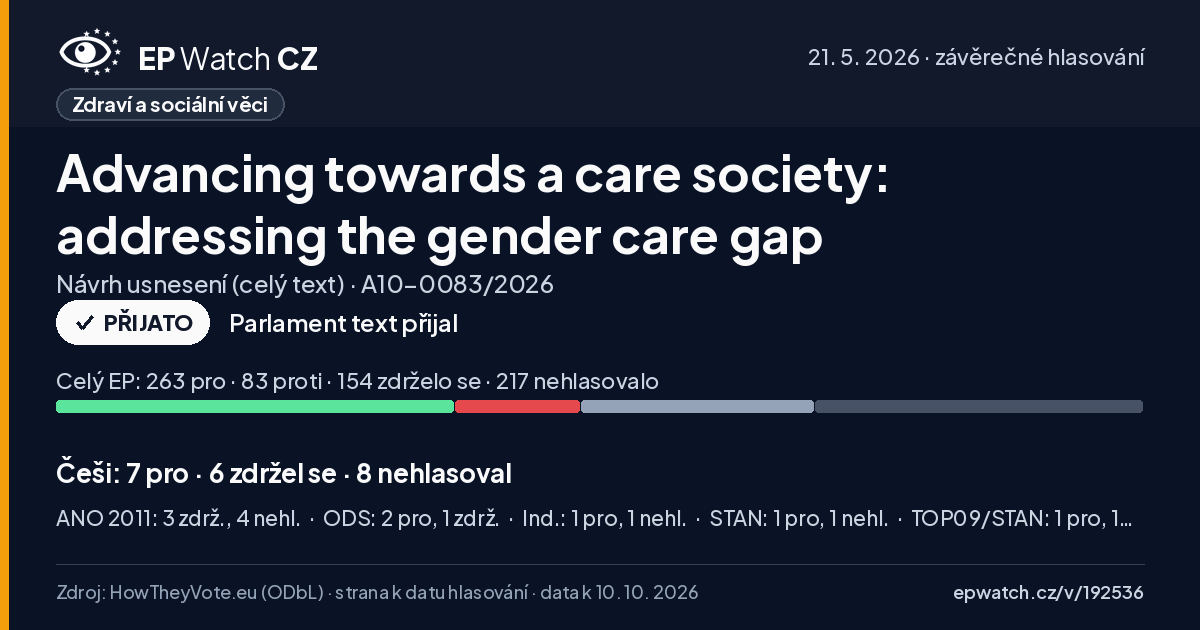 EP Watch CZ
21. 5. 2026 · závěrečné hlasování
Zdraví a sociální věci
Advancing towards a care society:
addressing the gender care gap
Návrh usnesení (celý text) · A10–0083/2026
✓ PŘIJATO Parlament text přijal
Celý EP: 263 pro · 83 proti · 154 zdrželo se · 217 nehlasovalo
Češi: 7 pro · 6 zdržel se · 8 nehlasoval
ANO 2011: 3 zdrž., 4 nehl. · ODS: 2 pro, 1 zdrž. · Ind.: 1 pro, 1 nehl. · STAN: 1 pro, 1 nehl. · TOP09/STAN: 1 pro, 1…
Zdroj: HowTheyVote.eu (ODbL) · strana k datu hlasování · data k 10. 10. 2026
epwatch.cz/v/192536